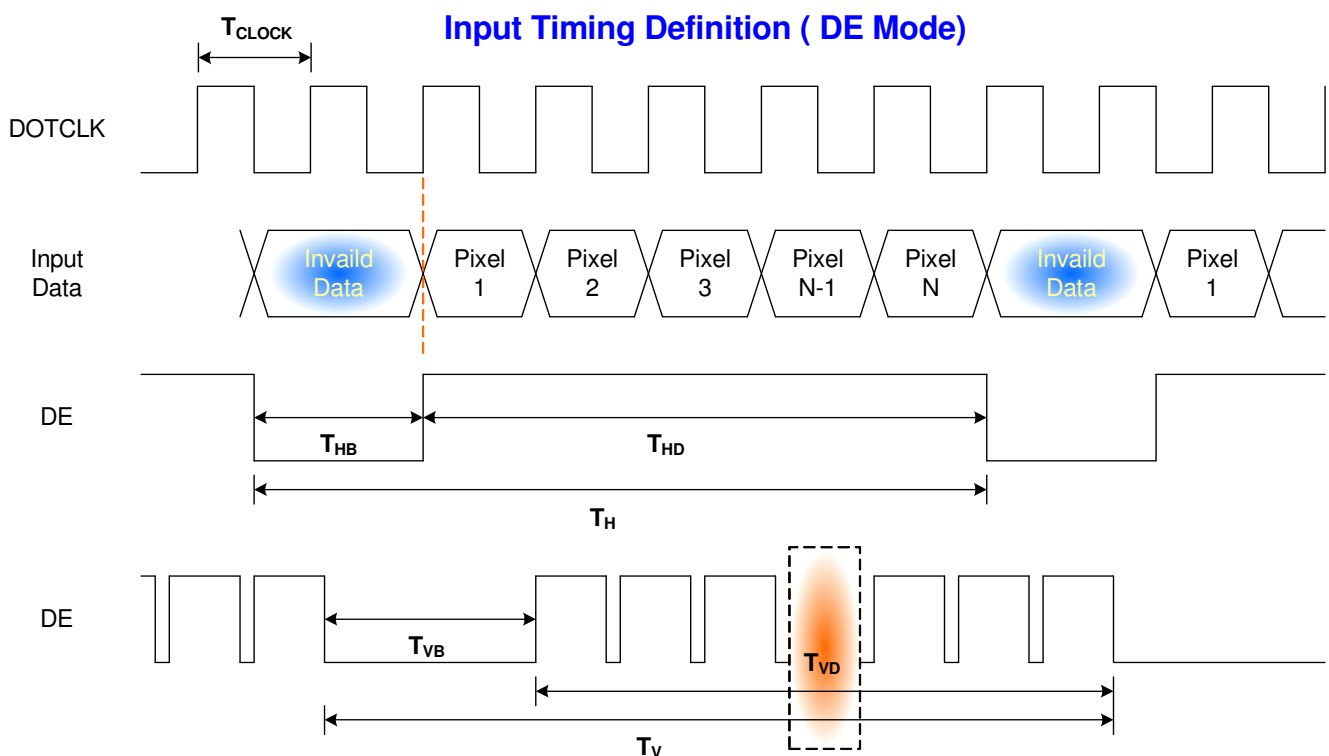 Input Timing Definition ( DE Mode)
TCLOCK
DOTCLK
Input
Data
Invaild
Data
Pixel
1
Pixel
2
Pixel
3
Pixel
N-1
Pixel
N
Invaild
Data
Pixel
1
DE
THB
THD
TH
DE
TVB
TVD
TV